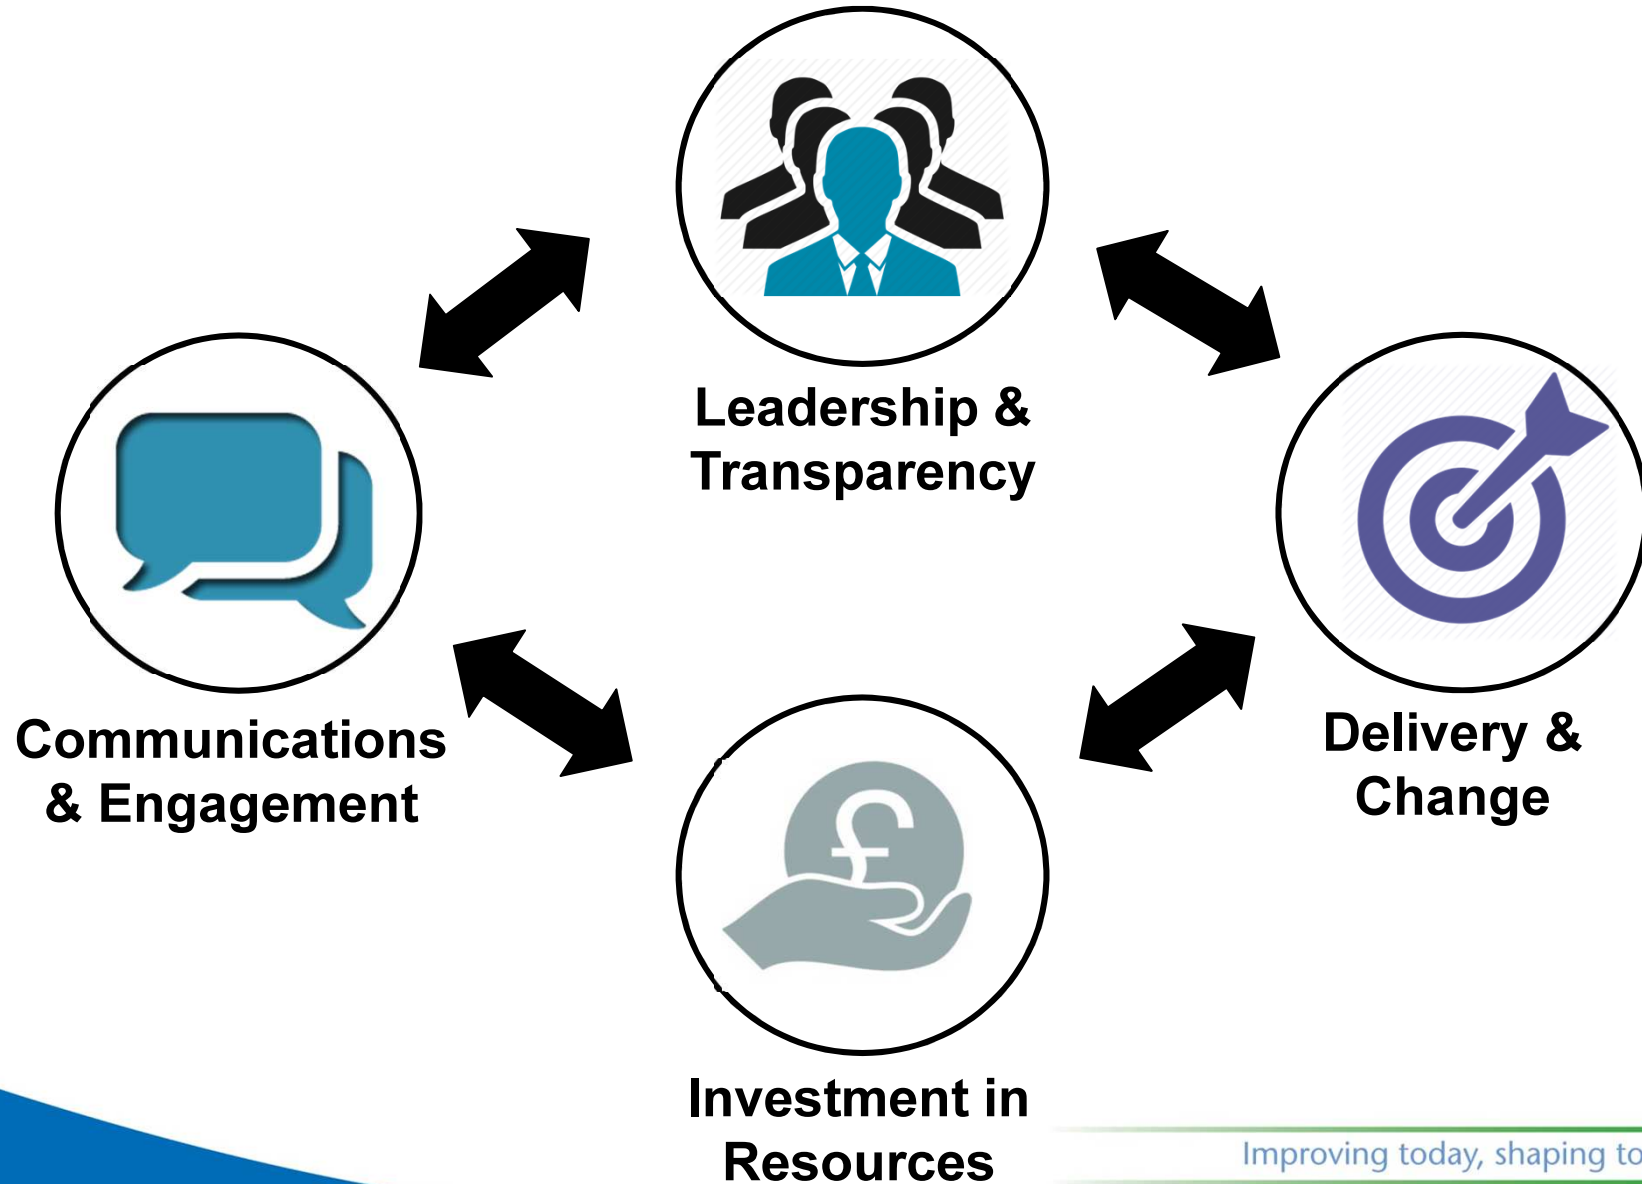 Leadership &
Transparency
Communications
& Engagement
Delivery &
Change
£
Investment in
Resources
Improving today, shaping to